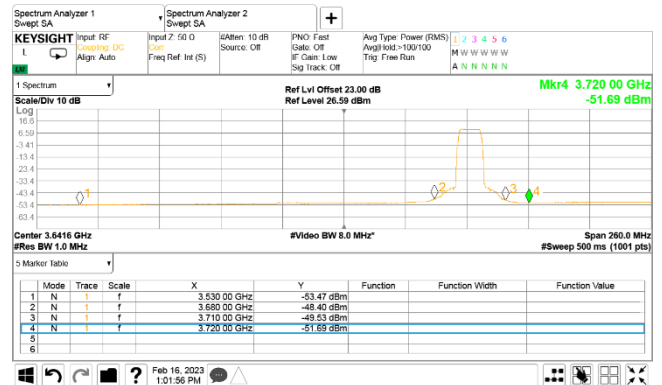 Spectrum Analyzer 1
Swept SA
Spectrum Analyzer 2
Swept SA
+
KEYSIGHT
L
Input: RF
Coupling: DC
Align: Auto
Input Z: 50 Ω
Corr
Freq Ref: Int (S)
#Atten: 10 dB
Source: Off
PNO: Fast
Gate: Off
IF Gain: Low
Sig Track: Off
Avg Type: Power (RMS)
Avg|Hold:>100/100
Trig: Free Run
1 2 3 4 5 6
M W W W W W
A N N N N N
1 Spectrum
Scale/Div 10 dB
Log
Ref Lvl Offset 23.00 dB
Ref Level 26.59 dBm
Mkr4 3.720 00 GHz
-51.69 dBm
16.6
6.59
-3.41
-13.4
-23.4
-33.4
-43.4
-53.4
-63.4
1
2
3
4
Center 3.6416 GHz
#Res BW 1.0 MHz
#Video BW 8.0 MHz*
Span 260.0 MHz
#Sweep 500 ms (1001 pts)
5 Marker Table
Mode Trace Scale X Y Function Function Width Function Value
1 N 1 f 3.530 00 GHz -53.47 dBm
2 N 1 f 3.680 00 GHz -48.40 dBm
3 N 1 f 3.710 00 GHz -49.53 dBm
4 N 1 f 3.720 00 GHz -51.69 dBm
5
6
?
Feb 16, 2023
1:01:56 PM